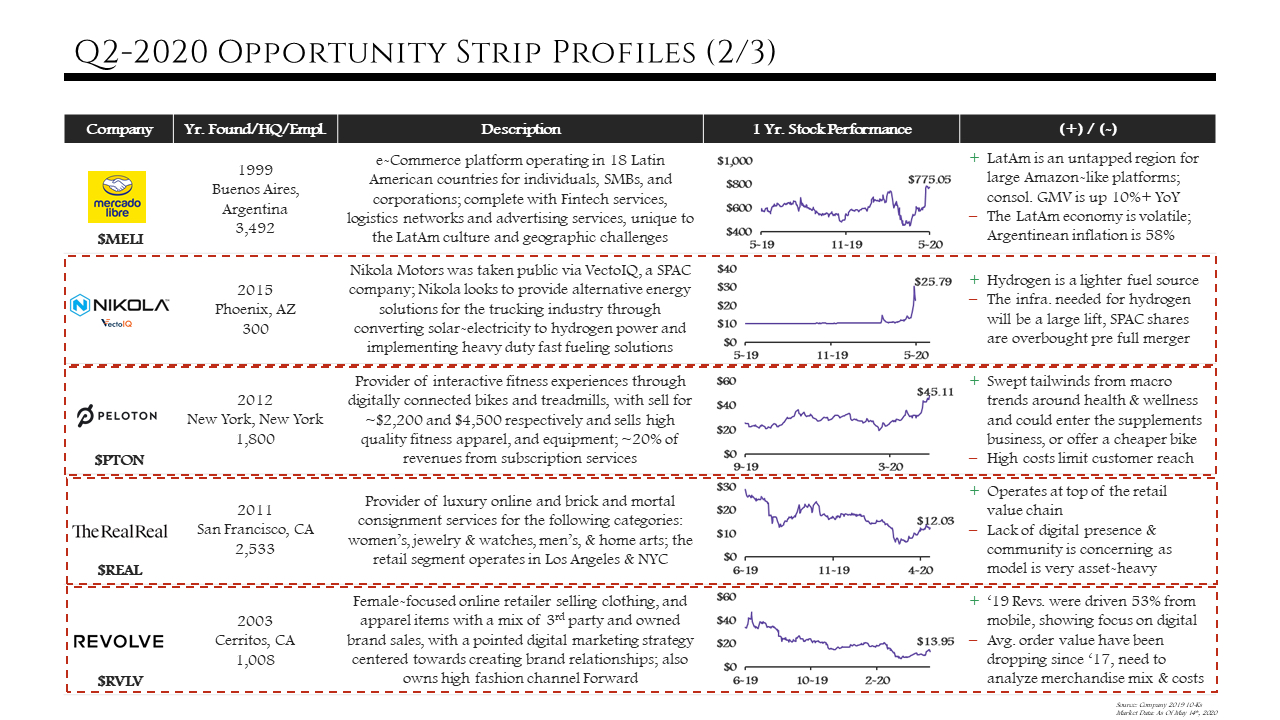 Q2-2020 Opportunity Strip Profiles (2/3)
Company Yr. Found/HQ/Empl. Description 1 Yr. Stock Performance (+) / (-)
mercado
libre
$MELI
1999
Buenos Aires,
Argentina
3,492
e-Commerce platform operating in 18 Latin
American countries for individuals, SMBs, and
corporations; complete with Fintech services,
logistics networks and advertising services, unique to
the LatAm culture and geographic challenges
$1,000
$800
$600
$400
$775.05
5-19 11-19 5-20
+ LatAm is an untapped region for
large Amazon-like platforms;
consol. GMV is up 10%+ YoY
– The LatAm economy is volatile;
Argentinean inflation is 58%
NIKOLA™
VectoIQ
2015
Phoenix, AZ
300
Nikola Motors was taken public via VectoIQ, a SPAC
company; Nikola looks to provide alternative energy
solutions for the trucking industry through
converting solar-electricity to hydrogen power and
implementing heavy duty fast fueling solutions
$40
$30
$20
$10
$0
$25.79
5-19 11-19 5-20
+ Hydrogen is a lighter fuel source
– The infra. needed for hydrogen
will be a large lift, SPAC shares
are overbought pre full merger
PELOTON
$PTON
2012
New York, New York
1,800
Provider of interactive fitness experiences through
digitally connected bikes and treadmills, with sell for
~$2,200 and $4,500 respectively and sells high
quality fitness apparel, and equipment; ~20% of
revenues from subscription services
$60
$40
$20
$0
$45.11
9-19 3-20
+ Swept tailwinds from macro
trends around health & wellness
and could enter the supplements
business, or offer a cheaper bike
– High costs limit customer reach
TheRealReal
$REAL
2011
San Francisco, CA
2,533
Provider of luxury online and brick and mortal
consignment services for the following categories:
women's, jewelry & watches, men's, & home arts; the
retail segment operates in Los Angeles & NYC
$30
$20
$10
$0
$12.03
6-19 11-19 4-20
+ Operates at top of the retail
value chain
– Lack of digital presence &
community is concerning as
model is very asset-heavy
REVOLVE
$RVLV
2003
Cerritos, CA
1,008
Female-focused online retailer selling clothing, and
apparel items with a mix of 3rd party and owned
brand sales, with a pointed digital marketing strategy
centered towards creating brand relationships; also
owns high fashion channel Forward
$60
$40
$20
$0
$13.95
6-19 10-19 2-20
+ '19 Revs. were driven 53% from
mobile, showing focus on digital
– Avg. order value have been
dropping since '17, need to
analyze merchandise mix & costs
Source: Company 2019 10-Ks
Market Data: As Of May 14th, 2020